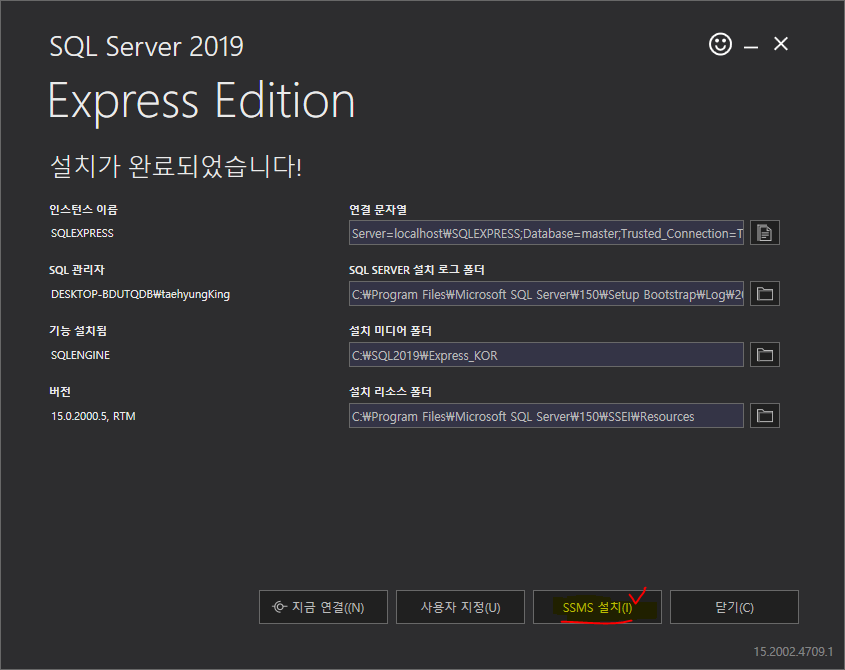 SQL Server 2019
Express Edition
설치가 완료되었습니다!
인스턴스 이름
SQLEXPRESS
연결 문자열
Server=localhost₩SQLEXPRESS;Database=master;Trusted_Connection=T
SQL 관리자
DESKTOP-BDUTQDB₩taehyungKing
SQL SERVER 설치 로그 폴더
C:₩Program Files₩Microsoft SQL Server₩150₩Setup Bootstrap₩Log₩20
기능 설치됨
SQLENGINE
설치 미디어 폴더
C:₩SQL2019₩Express_KOR
버전
15.0.2000.5, RTM
설치 리소스 폴더
C:₩Program Files₩Microsoft SQL Server₩150₩SSEI₩Resources
지금 연결((N)
사용자 지정(U)
SSMS 설치(I)
닫기(C)
15.2002.4709.1